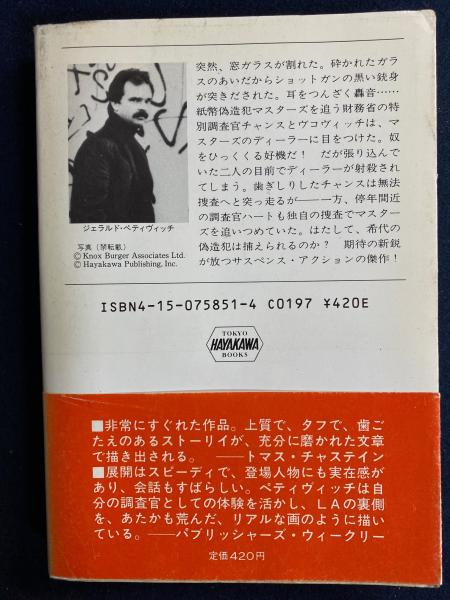 突然、窓ガラスが割れた。砕かれたガラ
スのあいだからショットガンの黒い銃身
が突きだされた。耳をつんざく轟音……
紙幣偽造犯マスターズを追う財務省の特
別調査官チャンスとヴコヴィッチは、マ
スターズのディーラーに目をつけた。奴
をひっくくる好機だ！　だが張り込んで
いた二人の目前でディーラーが射殺され
てしまう。歯ぎしりしたチャンスは無法
捜査へと突っ走るが――一方、停年間近
の調査官ハートも独自の捜査でマスター
ズを追いつめていた。はたして、希代の
偽造犯は捕えられるのか？　期待の新鋭
が放つサスペンス・アクションの傑作！
ジェラルド・ペティヴィッチ
写真（禁転載）
© Knox Burger Associates Ltd.
© Hayakawa Publishing, Inc.
ISBN4-15-075851-4 C0197 ¥420E
TOKYO
HAYAKAWA
BOOKS
■非常にすぐれた作品。上質で、タフで、歯ご
たえのあるストーリイが、充分に磨かれた文章
で描き出される。　――トマス・チャステイン
■展開はスピーディで、登場人物にも実在感が
あり、会話もすばらしい。ペティヴィッチは自
分の調査官としての体験を活かし、ＬＡの裏側
を、あたかも荒んだ、リアルな画のように描い
ている。――パブリッシャーズ・ウィークリー
定価420円